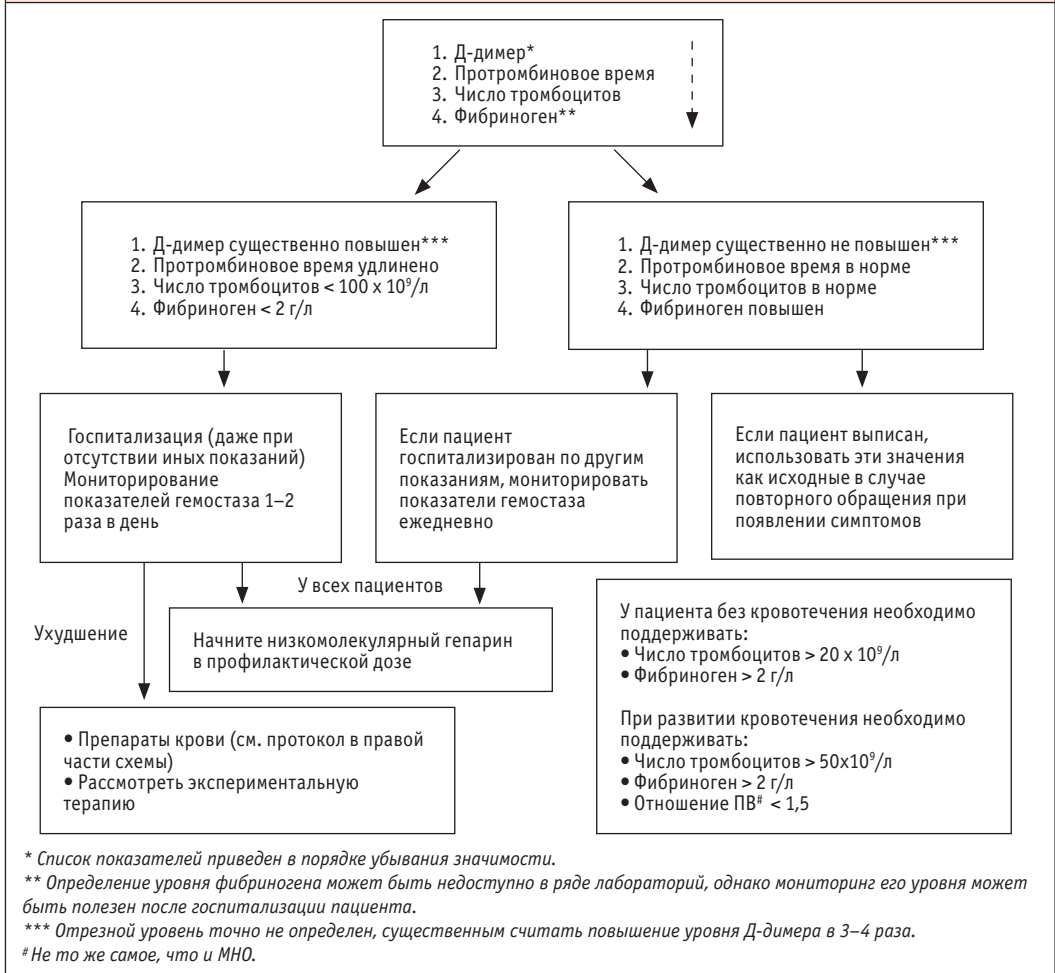 1. Д-димер*
2. Протромбиновое время
3. Число тромбоцитов
4. Фибриноген**
1. Д-димер существенно повышен***
2. Протромбиновое время удлинено
3. Число тромбоцитов < 100 x 10⁹/л
4. Фибриноген < 2 г/л
1. Д-димер существенно не повышен***
2. Протромбиновое время в норме
3. Число тромбоцитов в норме
4. Фибриноген повышен
Госпитализация (даже при
отсутствии иных показаний)
Мониторирование
показателей гемостаза 1–2
раза в день
Если пациент
госпитализирован по другим
показаниям, мониторировать
показатели гемостаза
ежедневно
Если пациент выписан,
использовать эти значения
как исходные в случае
повторного обращения при
появлении симптомов
У всех пациентов
Ухудшение
Начните низкомолекулярный гепарин
в профилактической дозе
• Препараты крови (см. протокол в правой
части схемы)
• Рассмотреть экспериментальную
терапию
У пациента без кровотечения необходимо
поддерживать:
• Число тромбоцитов > 20 x 10⁹/л
• Фибриноген > 2 г/л
При развитии кровотечения необходимо
поддерживать:
• Число тромбоцитов > 50x10⁹/л
• Фибриноген > 2 г/л
• Отношение ПВ# < 1,5
* Список показателей приведен в порядке убывания значимости.
** Определение уровня фибриногена может быть недоступно в ряде лабораторий, однако мониторинг его уровня может
быть полезен после госпитализации пациента.
*** Отрезной уровень точно не определен, существенным считать повышение уровня Д-димера в 3–4 раза.
# Не то же самое, что и МНО.